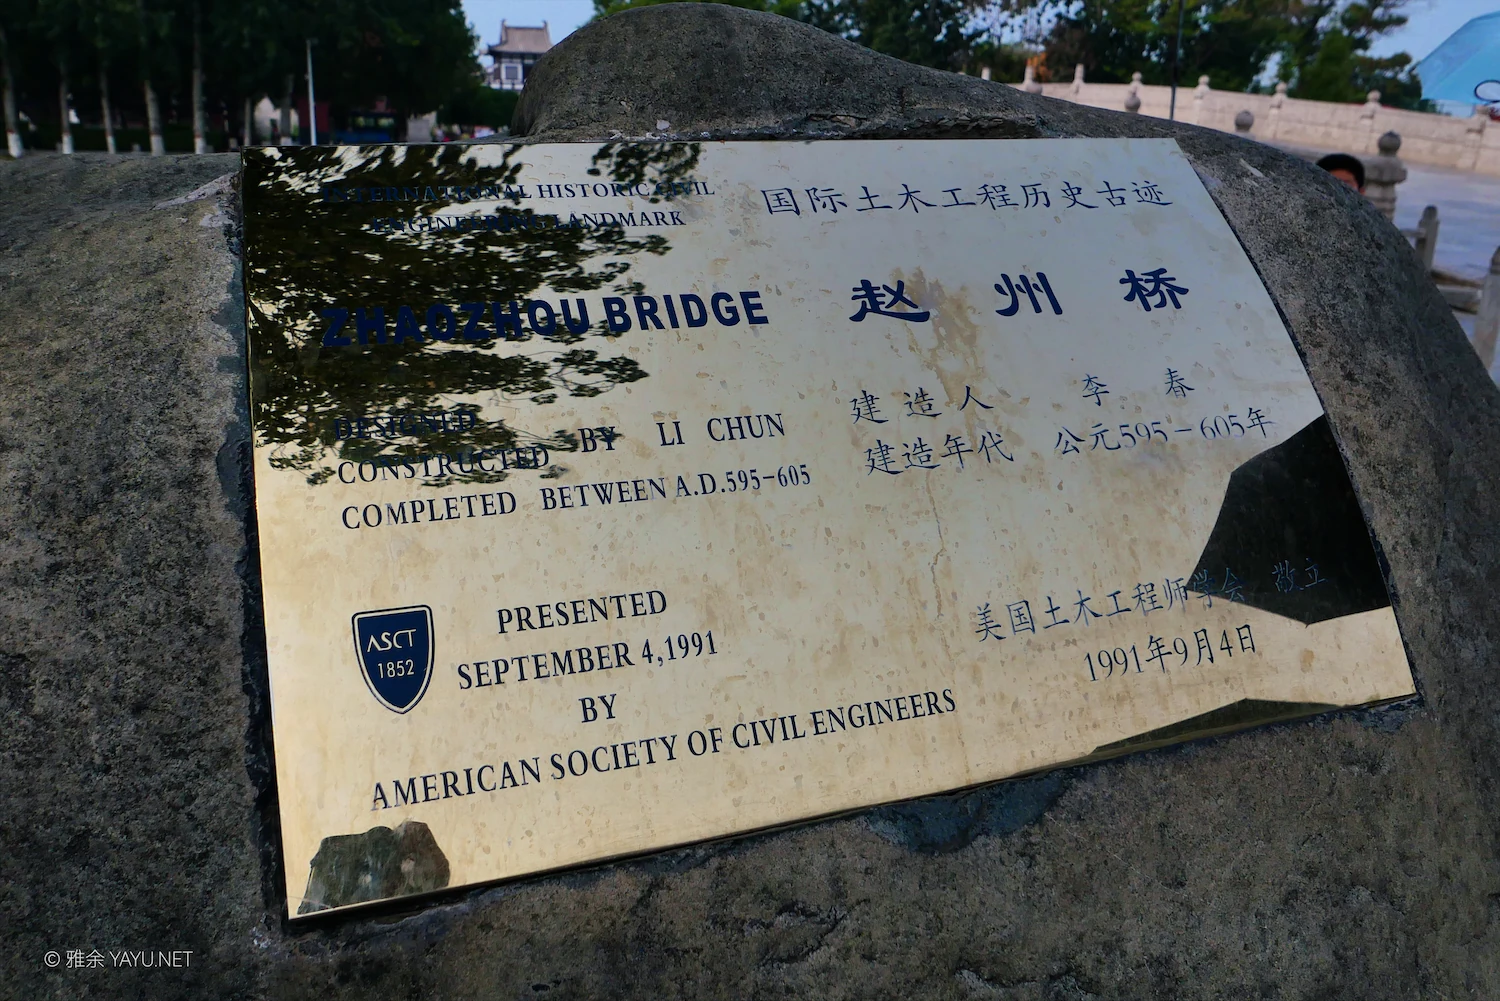 INTERNATIONAL HISTORIC CIVIL
ENGINEERING LANDMARK
国际土木工程历史古迹
ZHAOZHOU BRIDGE
赵州桥
DESIGNED
CONSTRUCTED BY LI CHUN
COMPLETED BETWEEN A.D.595-605
建造人 李春
建造年代 公元595-605年
ASCT
1852
PRESENTED
SEPTEMBER 4,1991
BY
AMERICAN SOCIETY OF CIVIL ENGINEERS
美国土木工程师学会 敬立
1991年9月4日
© 雅余 YAYU.NET